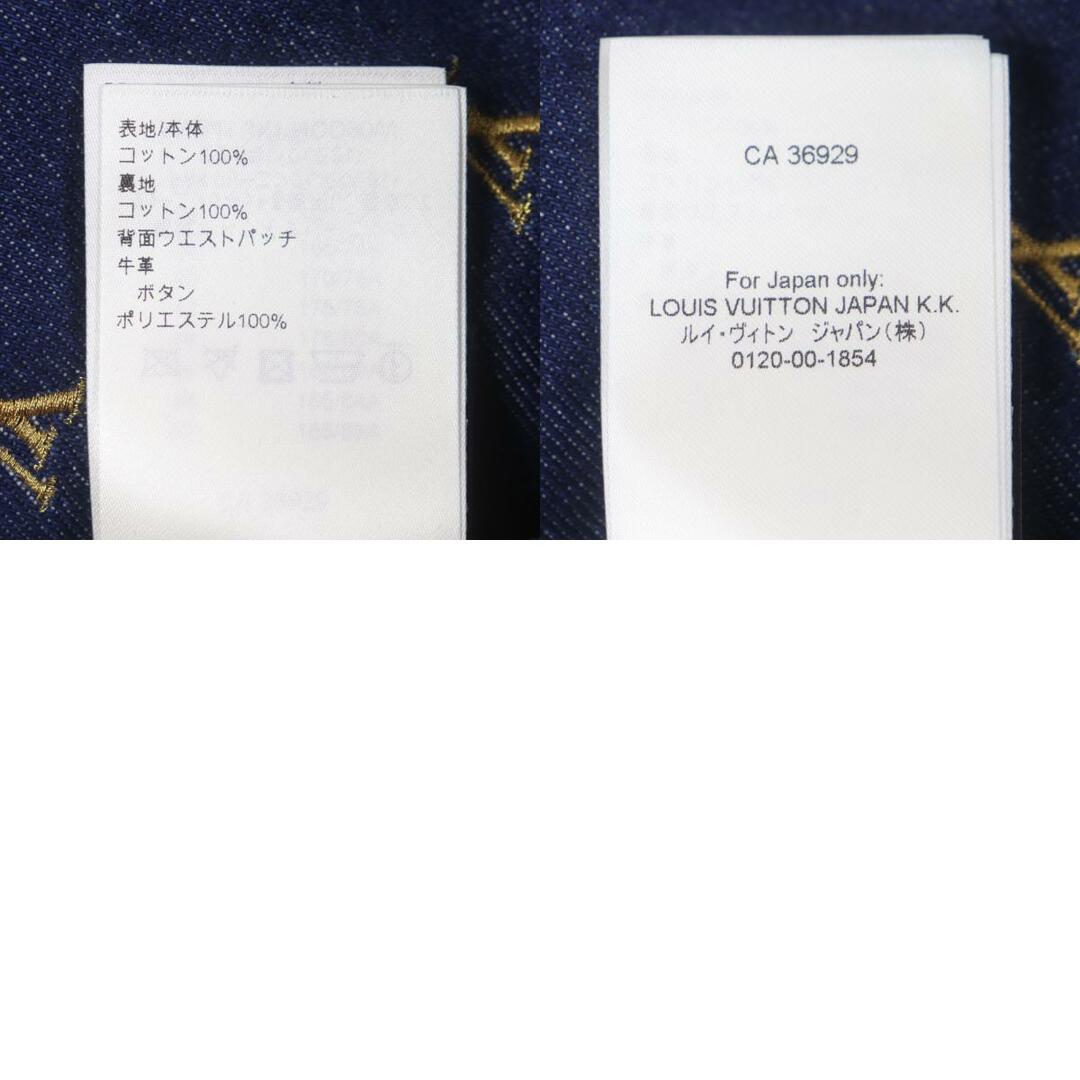 表地/本体
コットン100%
裏地
コットン100%
背面ウエストパッチ
牛革
ボタン
ポリエステル100%
CA 36929
For Japan only:
LOUIS VUITTON JAPAN K.K.
ルイ・ヴィトン ジャパン(株)
0120-00-1854